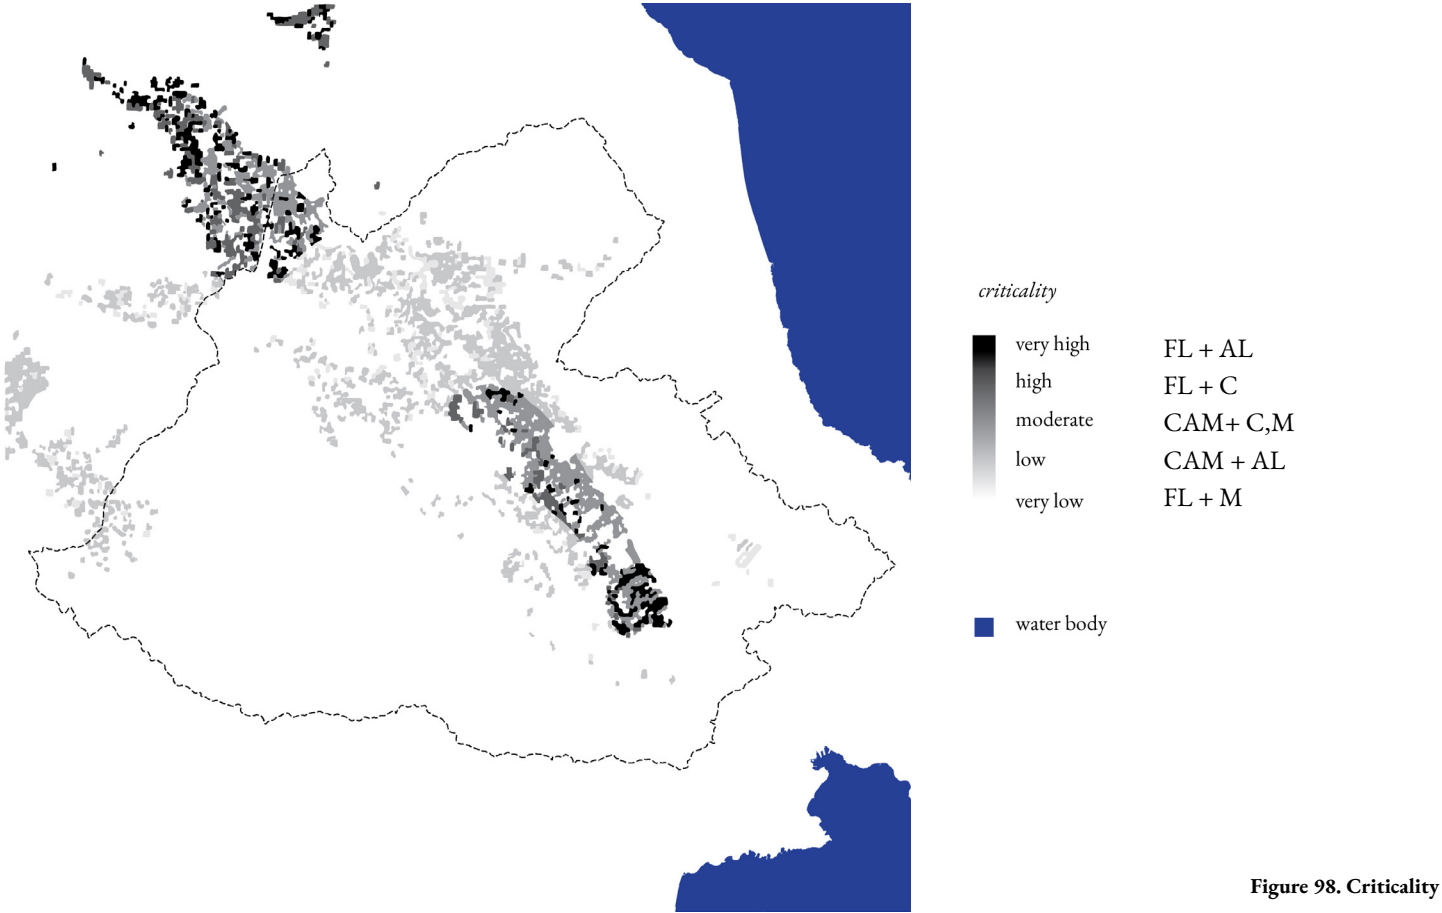 criticality
very high FL + AL
high FL + C
moderate CAM+ C,M
low CAM + AL
very low FL + M
water body
Figure 98. Criticality